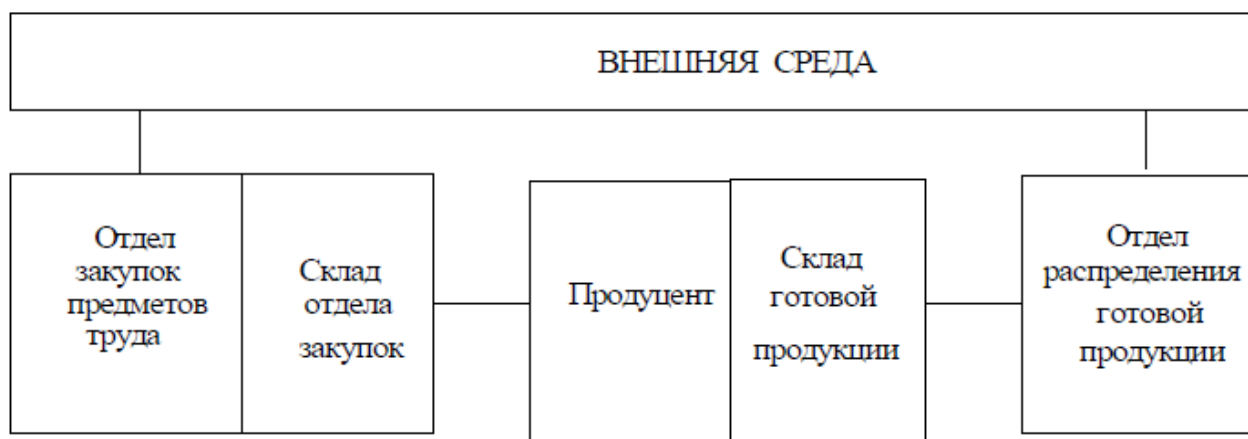 ВНЕШНЯЯ СРЕДА
Отдел
закупок
предметов
труда
Склад
отдела
закупок
Продуцент
Склад
готовой
продукции
Отдел
распределения
готовой
продукции